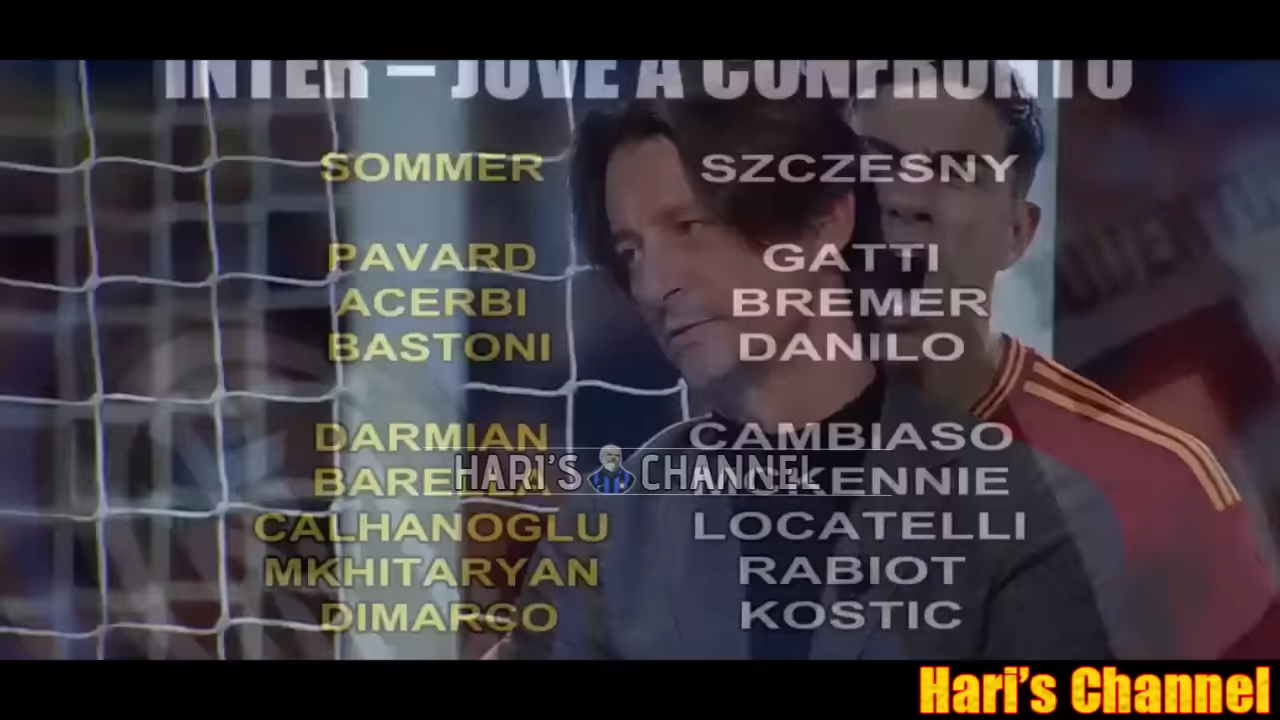 INTER – JUVE A CONFRONTO
SOMMER SZCZESNY
PAVARD GATTI
ACERBI BREMER
BASTONI DANILO
DARMIAN CAMBIASO
BARELLA MCKENNIE
HARI'S CHANNEL
CALHANOGLU LOCATELLI
MKHITARYAN RABIOT
DIMARCO KOSTIC
Hari's Channel